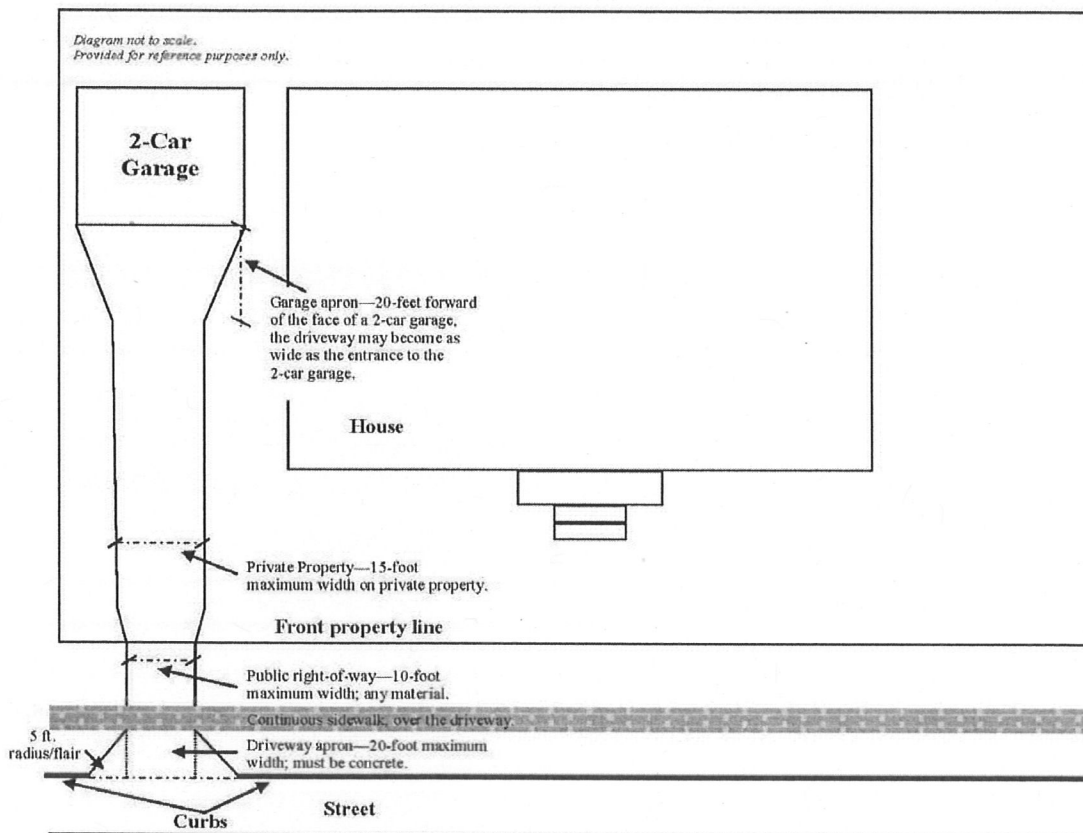 Diagram not to scale.
Provided for reference purposes only.
2-Car
Garage
Garage apron—20-feet forward
of the face of a 2-car garage,
the driveway may become as
wide as the entrance to the
2-car garage.
House
Private Property—15-foot
maximum width on private property.
Front property line
Public right-of-way—10-foot
maximum width; any material.
Continuous sidewalk, over the driveway.
5 ft.
radius/flair
Driveway apron—20-foot maximum
width; must be concrete.
Street
Curbs